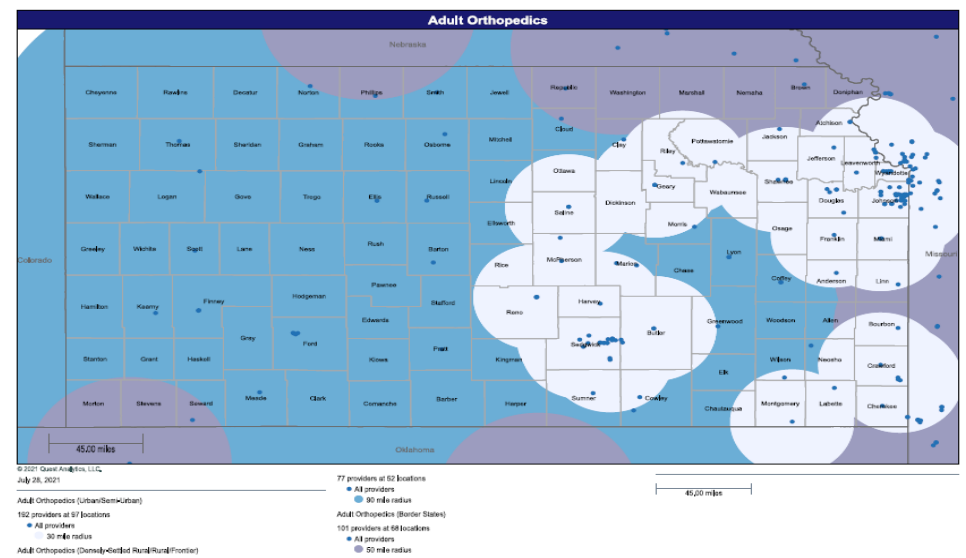 Adult Orthopedics
Nebraska
Cheyenne Rawlins Decatur Norton Phillips Smith Jewell Republic Washington Marshall Nemaha Brown Doniphan
Atchison
Cloud
Sherman Thomas Sheridan Graham Rooks Osborne Mitchell Clay Riley Pottawatomie Jackson
Jefferson Leavenworth
Ottawa
Wyandotte
Lincoln
Geary Wabaunsee Shawnee
Wallace Logan Gove Trego Ellis Russell Dickinson Douglas Johnson
Saline
Ellsworth Morris Osage
Franklin Miami
Greeley Wichita Scott Lane Ness Rush Barton
Lyon
Colorado Missouri
Rice McPherson Marion Chase
Coffey Anderson Linn
Pawnee
Hamilton Kearny Finney Hodgeman Stafford
Reno Harvey
Edwards Greenwood Woodson Allen Bourbon
Gray Ford
Butler
Sedgwick
Pratt
Stanton Grant Haskell Kiowa Kingman Wilson Neosho Crawford
Elk
Morton Stevens Seward Meade Clark Comanche Barber Harper Sumner Cowley Chautauqua Montgomery Labette Cherokee
45.00 miles
Oklahoma
© 2021 Quest Analytics, LLC.
July 28, 2021
Adult Orthopedics (Urban/Semi-Urban)
192 providers at 97 locations
All providers
30 mile radius
Adult Orthopedics (Densely-Settled Rural/Rural/Frontier)
77 providers at 52 locations
All providers
90 mile radius
Adult Orthopedics (Border States)
101 providers at 68 locations
All providers
50 mile radius
45.00 miles